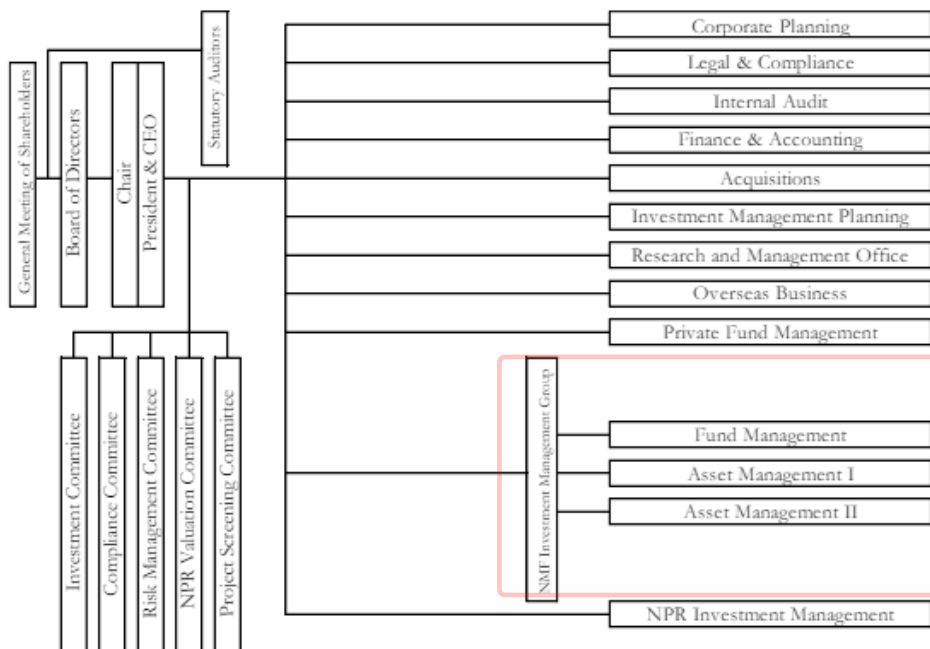 General Meeting of Shareholders
Board of Directors
Chair
President & CEO
Statutory Auditors
Investment Committee
Compliance Committee
Risk Management Committee
NPR Valuation Committee
Project Screening Committee
Corporate Planning
Legal & Compliance
Internal Audit
Finance & Accounting
Acquisitions
Investment Management Planning
Research and Management Office
Overseas Business
Private Fund Management
NMF Investment Management Group
Fund Management
Asset Management I
Asset Management II
NPR Investment Management